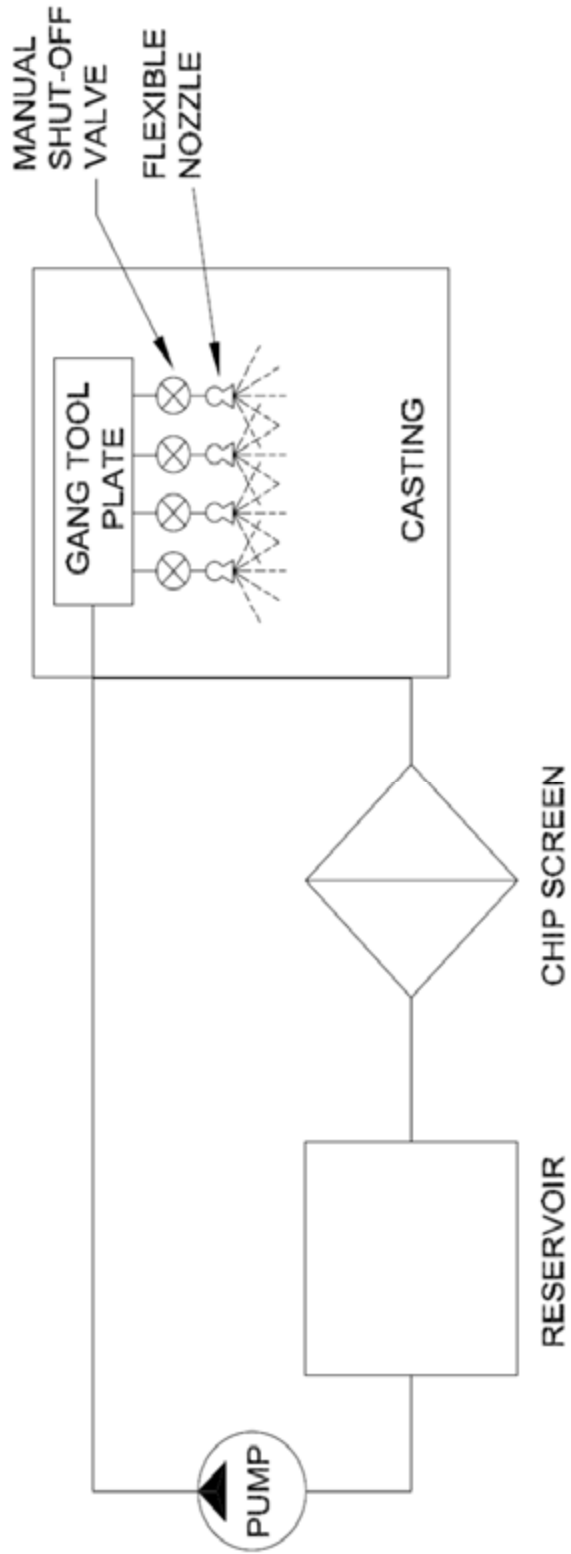 MANUAL
SHUT-OFF
VALVE
FLEXIBLE
NOZZLE
GANG TOOL
PLATE
CASTING
CHIP SCREEN
RESERVOIR
PUMP